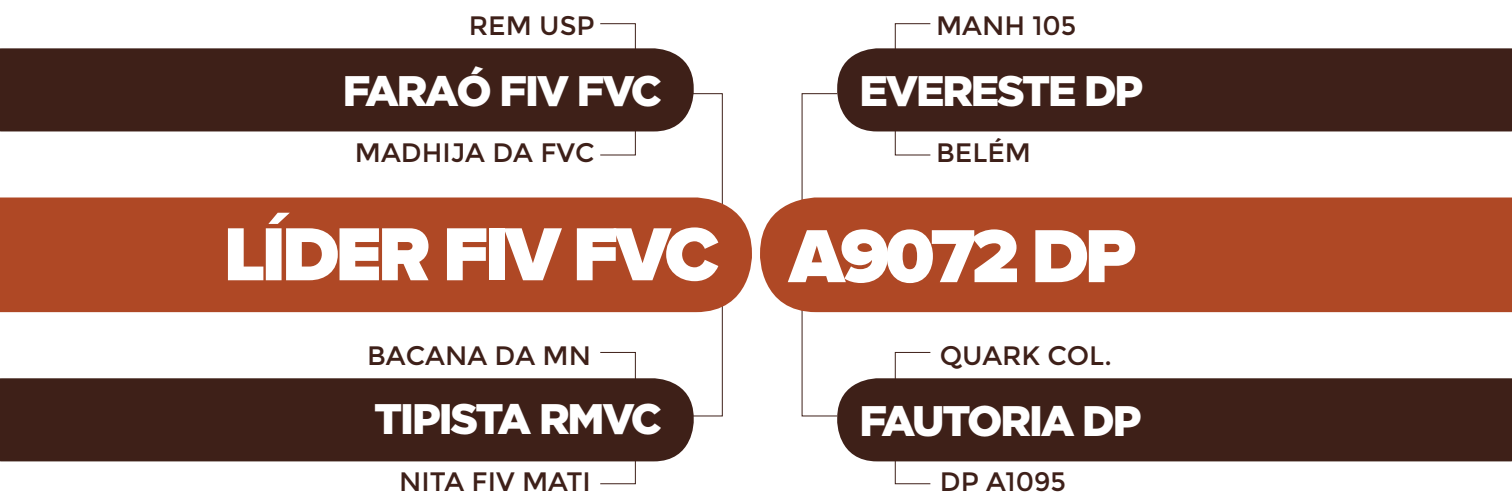 REM USP
FARAÓ FIV FVC
MADHIJA DA FVC
LÍDER FIV FVC
BACANA DA MN
TIPISTA RMVC
NITA FIV MATI
MANH 105
EVERESTE DP
BELÉM
A9072 DP
QUARK COL.
FAUTORIA DP
DP A1095